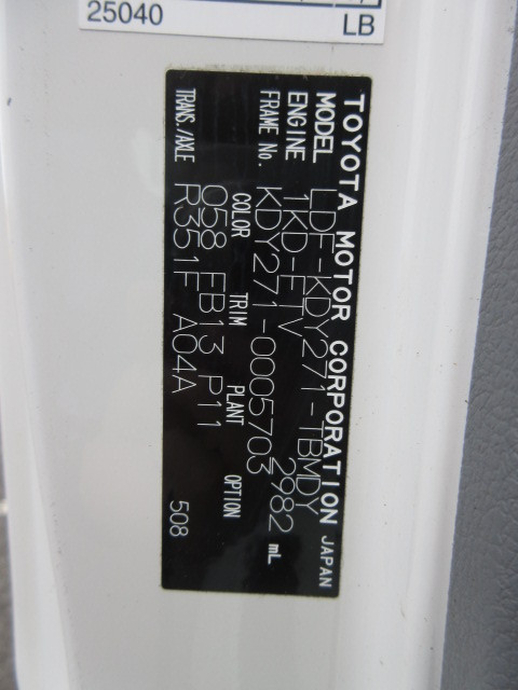 25040
LB
TOYOTA MOTOR CORPORATION JAPAN
MODEL LDF-KDY271-TBMDY
ENGINE 1KD-FTV 2982 mL
FRAME No. KDY271-0005703
COLOR TRIM PLANT OPTION
058 FB13 P11
TRANS./AXLE R351F A04A 508